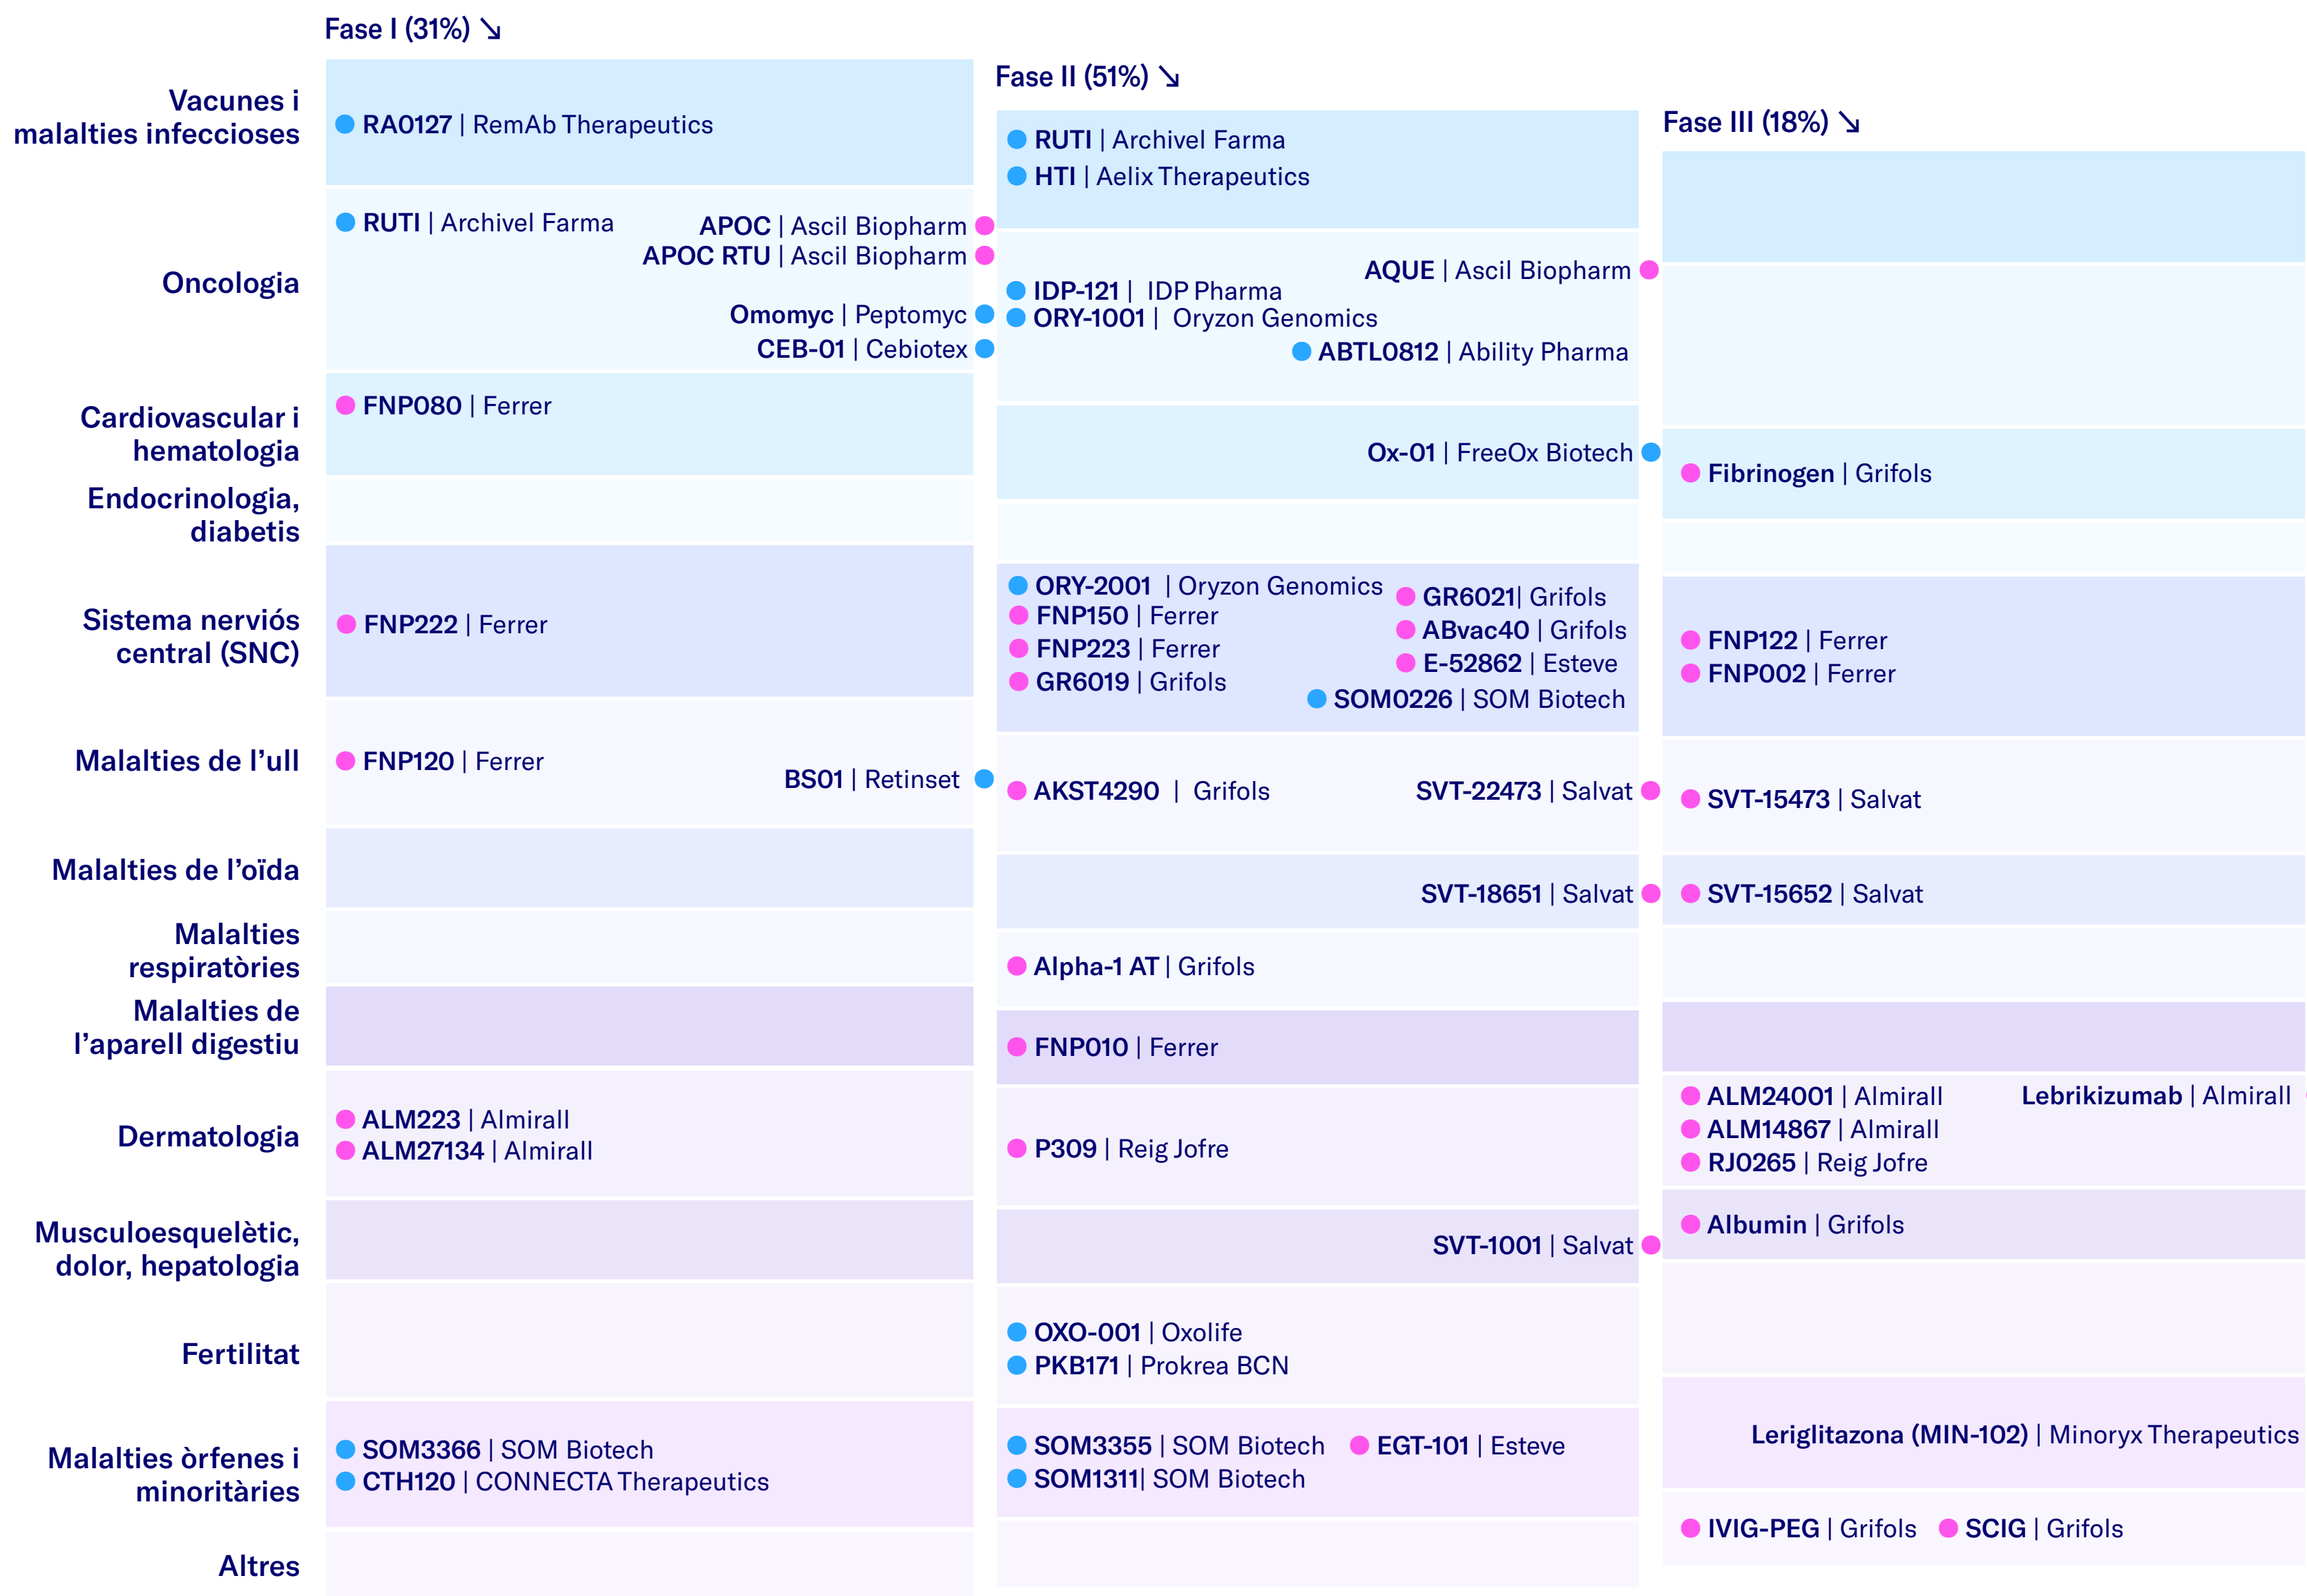 Fase I (31%) ↘
Fase II (51%) ↘
Fase III (18%) ↘
Vacunes i
malalties infeccioses
RA0127 | RemAb Therapeutics
RUTI | Archivel Farma
HTI | Aelix Therapeutics
Oncologia
RUTI | Archivel Farma
APOC | Ascil Biopharm
APOC RTU | Ascil Biopharm
Omomyc | Peptomyc
CEB-01 | Cebiotex
AQUE | Ascil Biopharm
IDP-121 | IDP Pharma
ORY-1001 | Oryzon Genomics
ABTL0812 | Ability Pharma
Cardiovascular i
hematologia
FNP080 | Ferrer
Ox-01 | FreeOx Biotech
Fibrinogen | Grifols
Endocrinologia,
diabetis
Sistema nerviós
central (SNC)
FNP222 | Ferrer
ORY-2001 | Oryzon Genomics
FNP150 | Ferrer
FNP223 | Ferrer
GR6019 | Grifols
GR6021| Grifols
ABvac40 | Grifols
E-52862 | Esteve
SOM0226 | SOM Biotech
FNP122 | Ferrer
FNP002 | Ferrer
Malalties de l’ull
FNP120 | Ferrer
BS01 | Retinset
AKST4290 | Grifols
SVT-22473 | Salvat
SVT-15473 | Salvat
Malalties de l’oïda
SVT-18651 | Salvat
SVT-15652 | Salvat
Malalties
respiratòries
Alpha-1 AT | Grifols
Malalties de
l’aparell digestiu
FNP010 | Ferrer
Dermatologia
ALM223 | Almirall
ALM27134 | Almirall
P309 | Reig Jofre
ALM24001 | Almirall
Lebrikizumab | Almirall
ALM14867 | Almirall
RJ0265 | Reig Jofre
Musculoesquelètic,
dolor, hepatologia
SVT-1001 | Salvat
Albumin | Grifols
Fertilitat
OXO-001 | Oxolife
PKB171 | Prokrea BCN
Malalties òrfenes i
minoritàries
SOM3366 | SOM Biotech
CTH120 | CONNECTA Therapeutics
SOM3355 | SOM Biotech
EGT-101 | Esteve
SOM1311| SOM Biotech
Leriglitazona (MIN-102) | Minoryx Therapeutics
Altres
IVIG-PEG | Grifols
SCIG | Grifols